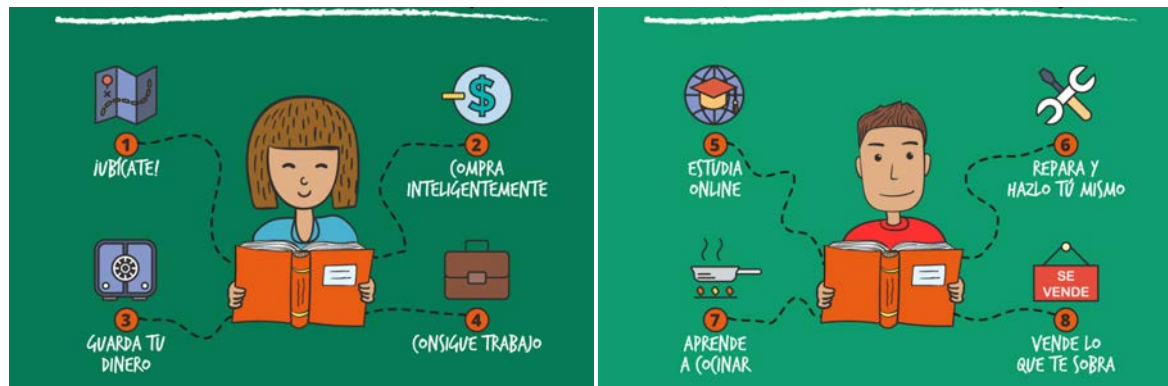 1
¡UBÍCATE!
2
COMPRA
INTELIGENTEMENTE
3
GUARDA TU
DINERO
4
CONSIGUE TRABAJO
5
ESTUDIA
ONLINE
6
REPARA Y
HAZLO TÚ MISMO
7
APRENDE
A COCINAR
SE
VENDE
8
VENDE LO
QUE TE SOBRA